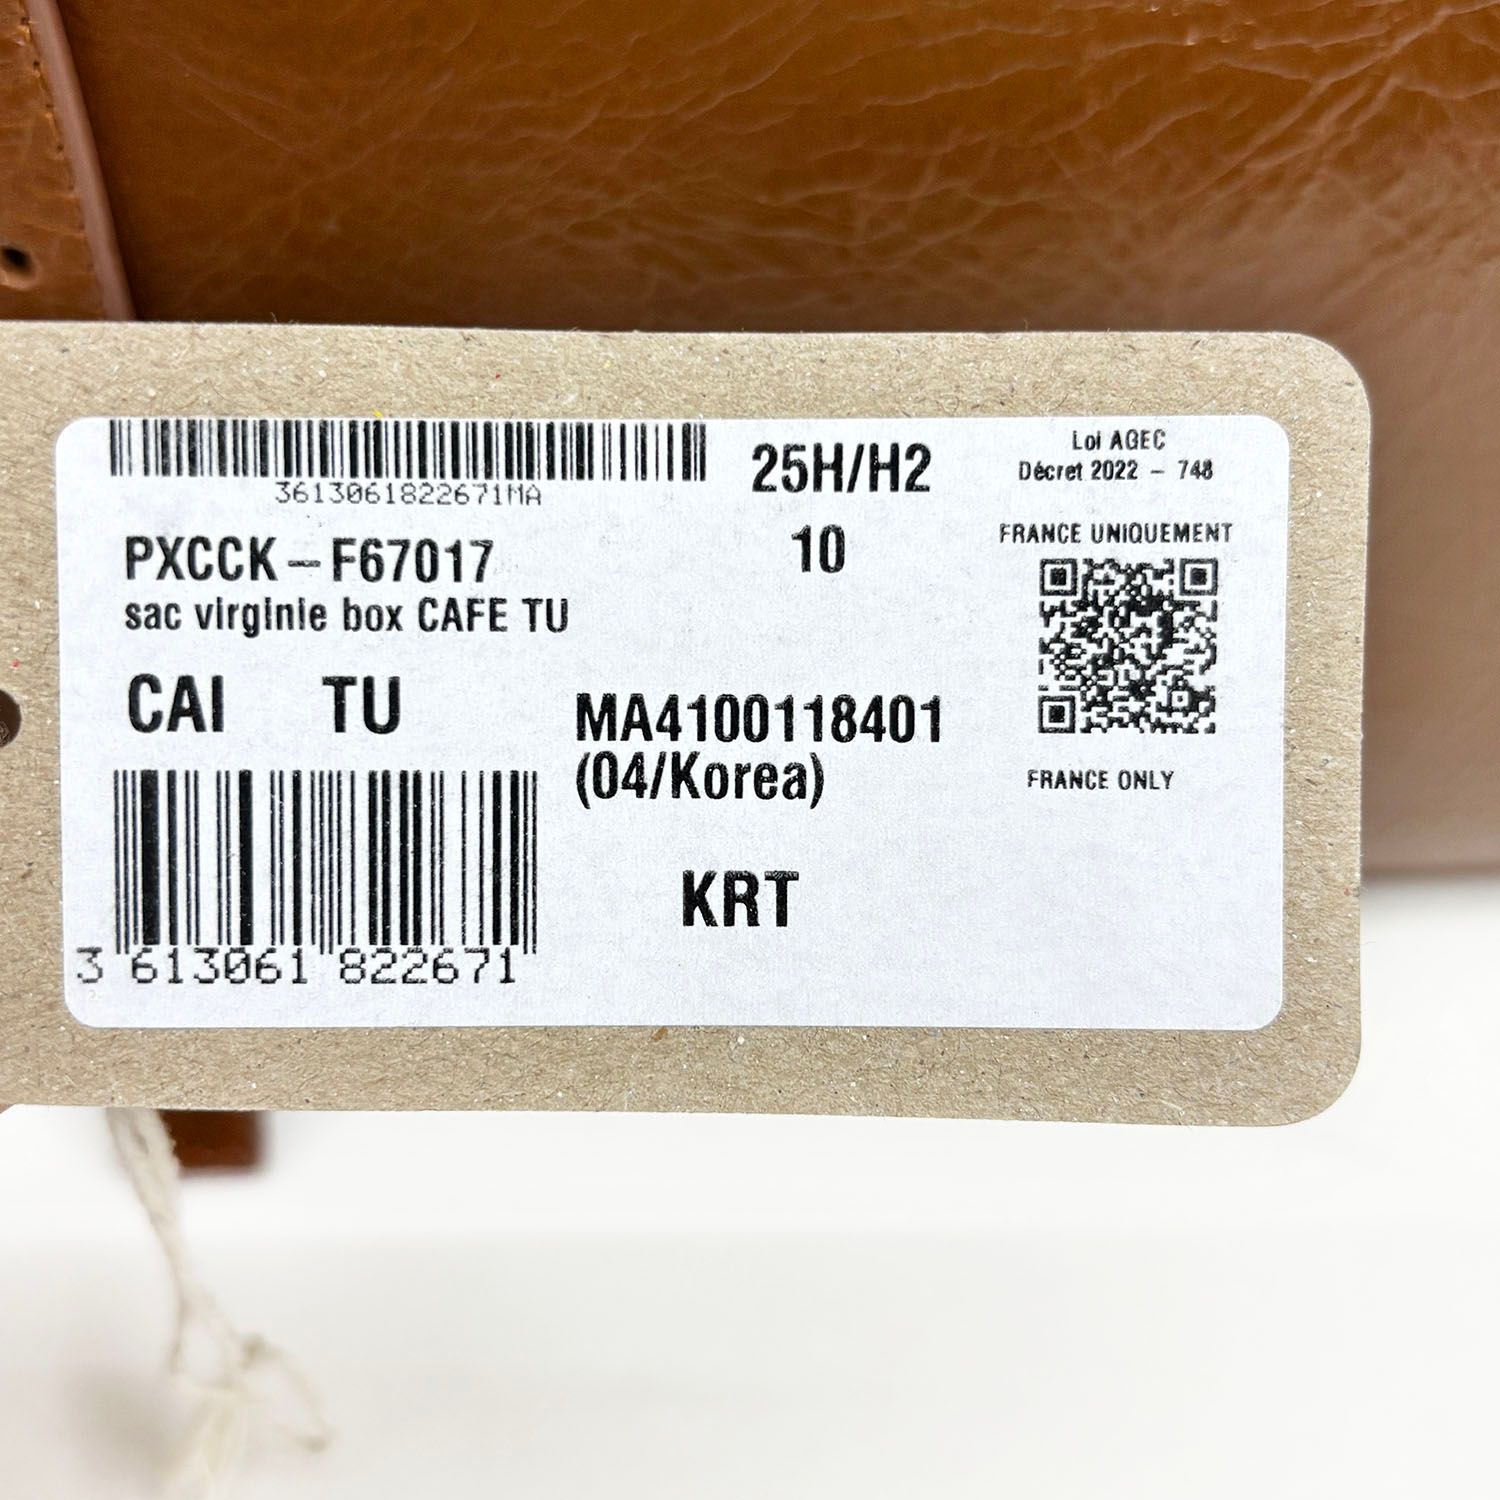 3613061822671MA
25H/H2
10
Loi AGEC
Décret 2022 - 748
FRANCE UNIQUEMENT
PXCCK-F67017
sac virginie box CAFE TU
CAI TU
MA4100118401
(04/Korea)
FRANCE ONLY
KRT
3 613061 822671